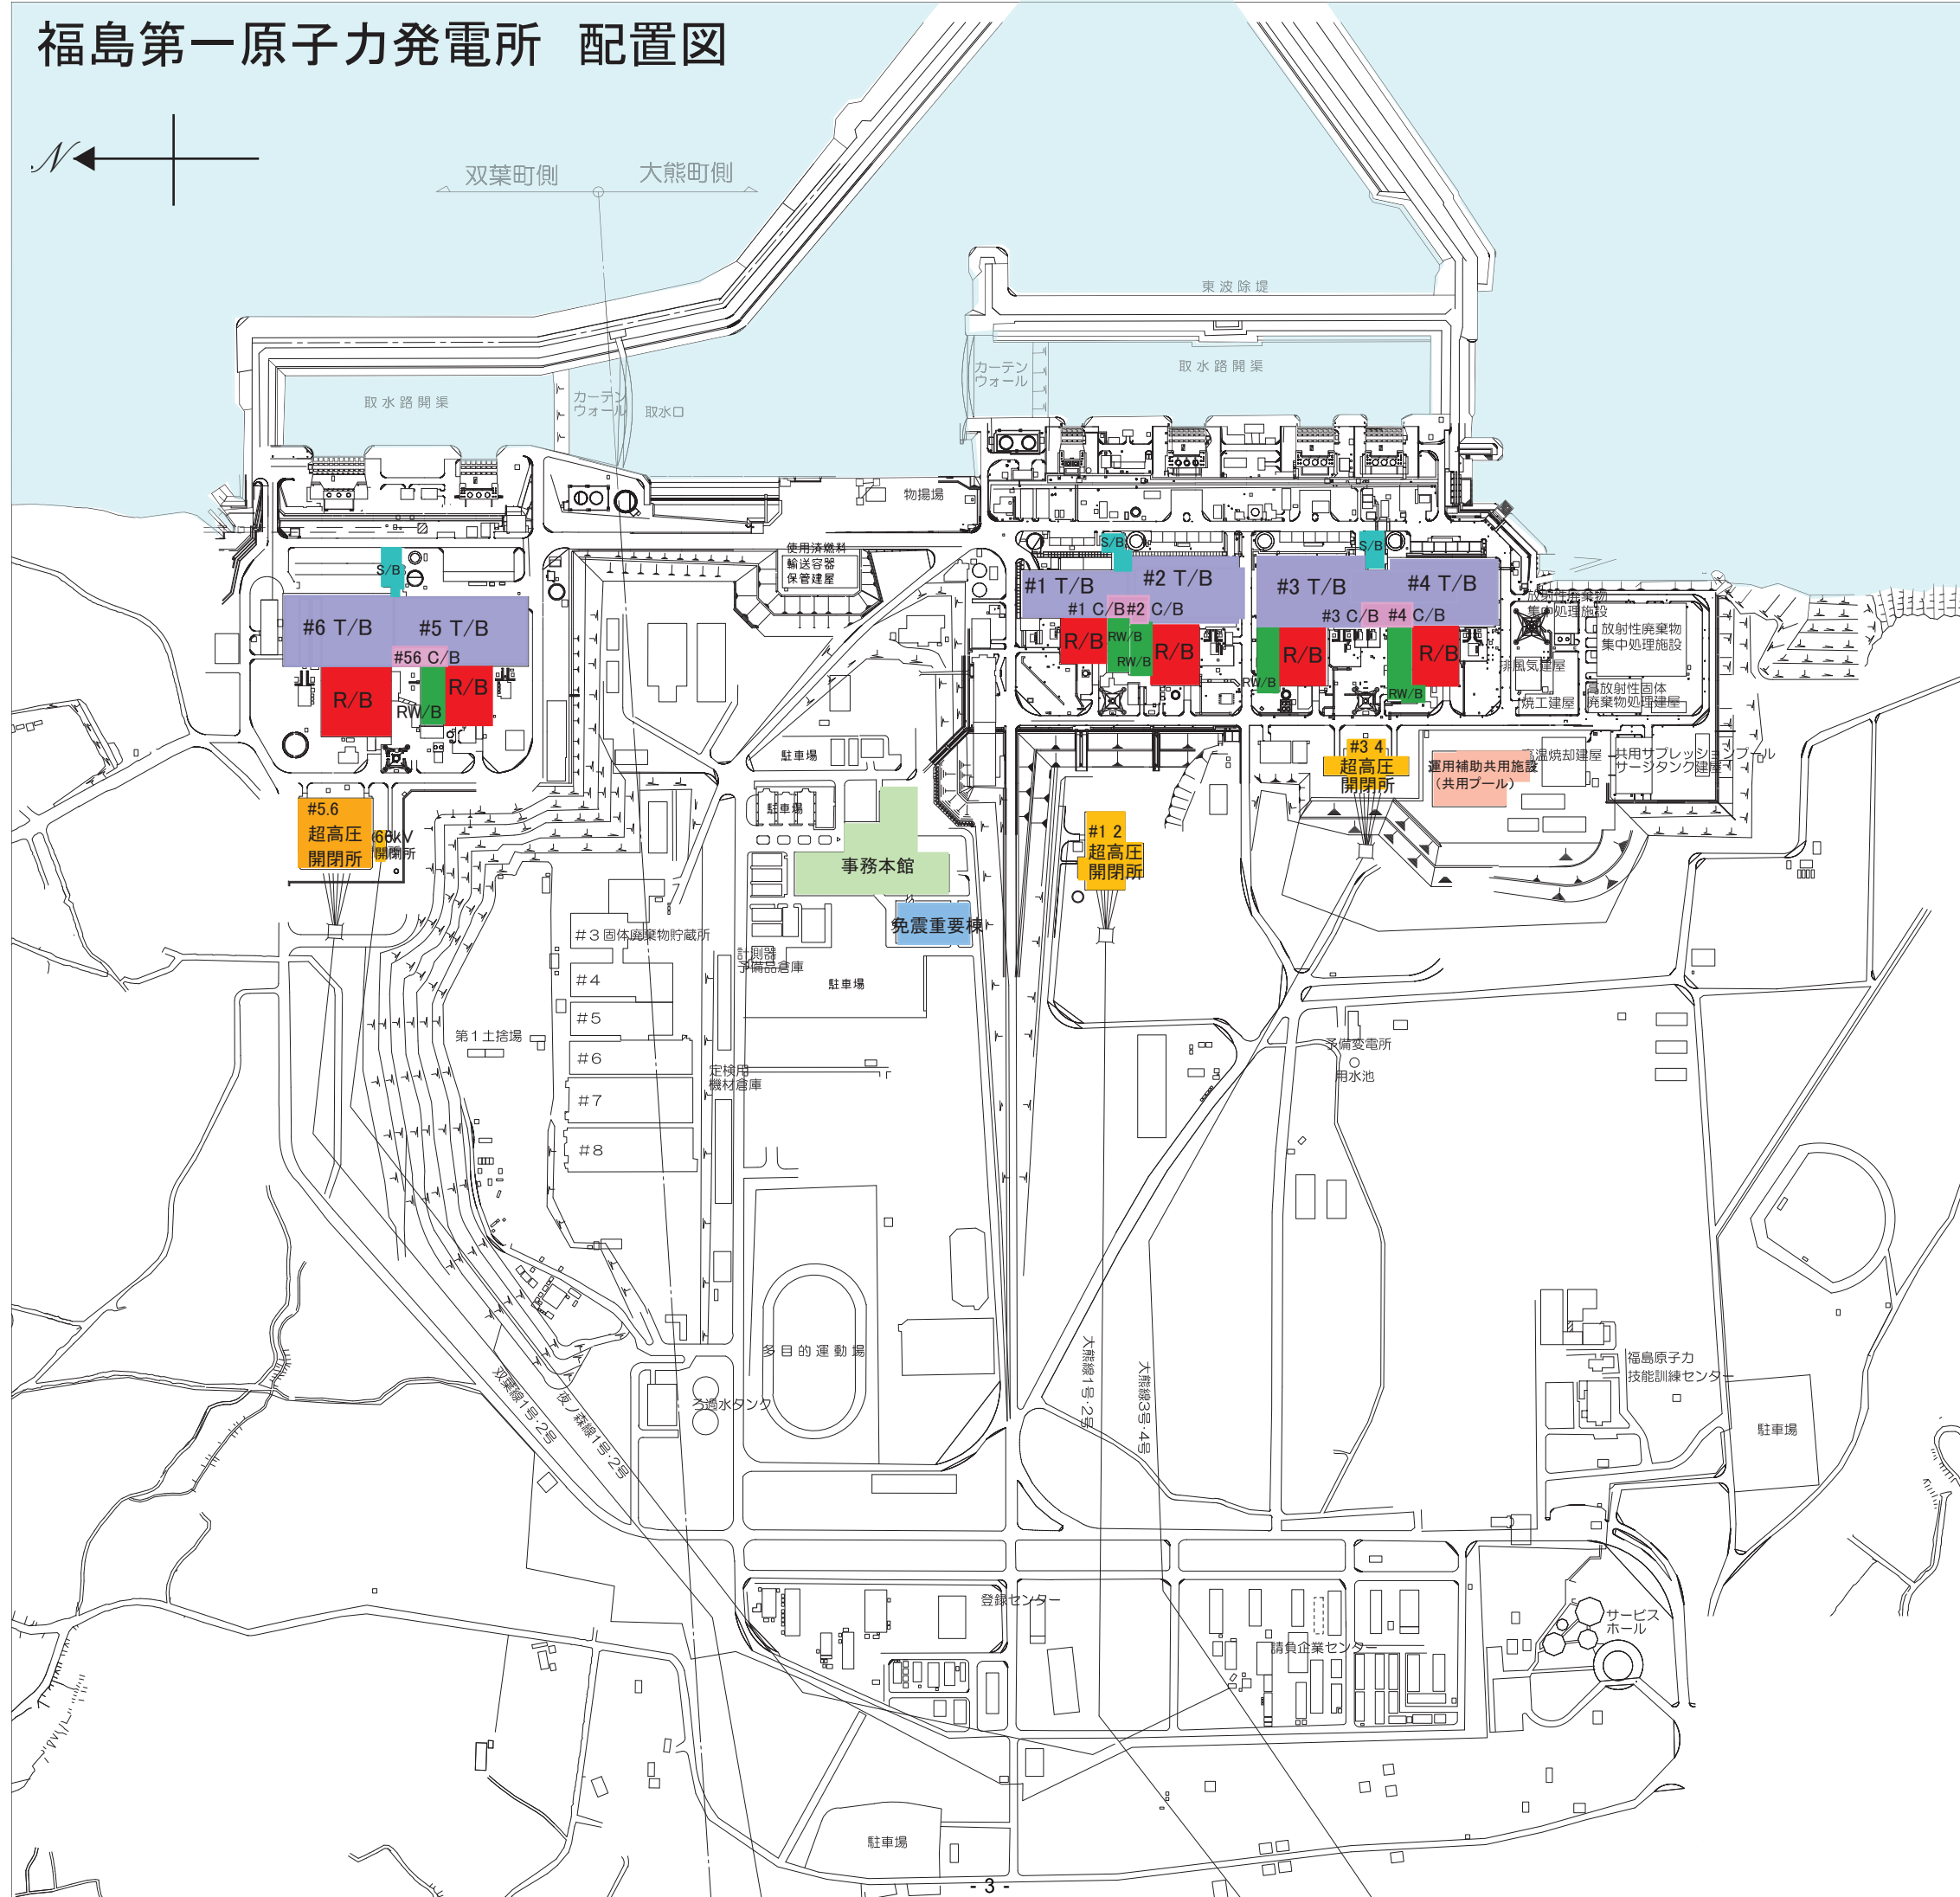 福島第一原子力発電所 配置図
N
双葉町側
大熊町側
東波除堤
カーテン
ウォール
取水路開渠
取水路開渠
カーテン
ウォール
取水口
物揚場
使用済燃料
輸送容器
保管建屋
S/B
S/B
S/B
#1 T/B
#2 T/B
#3 T/B
#4 T/B
#1 C/B
#2 C/B
#3 C/B
#4 C/B
#6 T/B
#5 T/B
#56 C/B
R/B
RW/B
R/B
R/B
RW/B
RW/B
R/B
RW/B
R/B
RW/B
R/B
放射性廃棄物
集中処理施設
放射性廃棄物
集中処理施設
排風気建屋
焼工建屋
高放射性固体
廃棄物処理建屋
高温焼却建屋
共用サプレッションプール
サージタンク建屋
#3 4
超高圧
開閉所
運用補助共用施設
(共用プール)
駐車場
駐車場
#5.6
超高圧
開閉所
66kV
開閉所
#1 2
超高圧
開閉所
事務本館
免震重要棟
#3固体廃棄物貯蔵所
#4
#5
#6
#7
#8
計測器
予備品倉庫
駐車場
第1土捨場
定検用
機材倉庫
予備変電所
用水池
多目的運動場
ろ過水タンク
双葉線1号・2号
夜ノ森線1号・2号
大熊線1号・2号
大熊線3号・4号
福島原子力
技能訓練センター
駐車場
登録センター
請負企業センター
サービス
ホール
駐車場
- 3 -